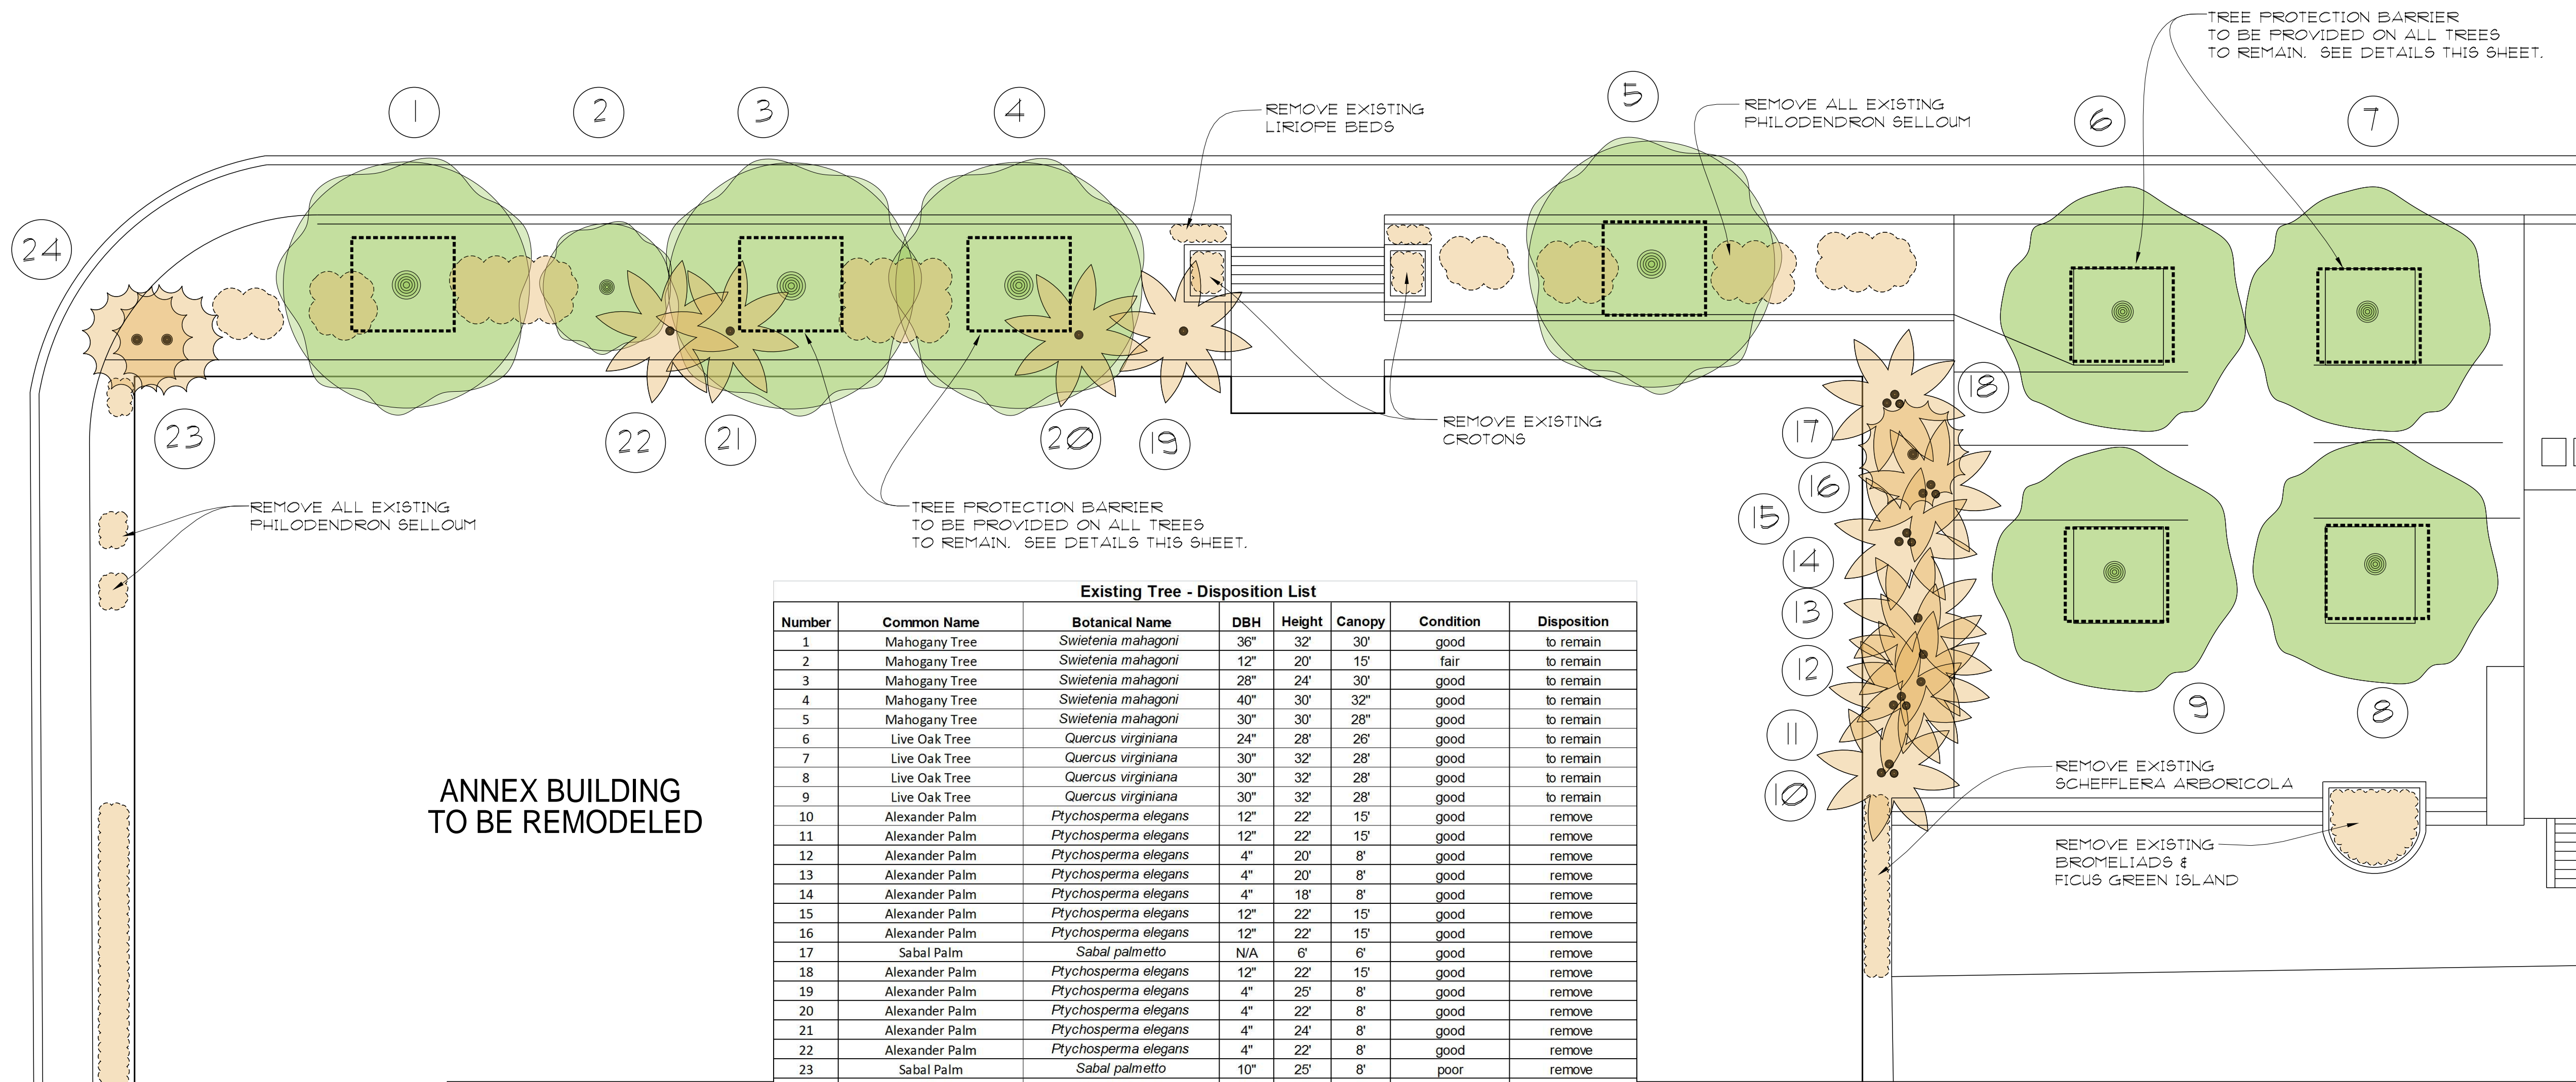 TREE PROTECTION BARRIER
TO BE PROVIDED ON ALL TREES
TO REMAIN. SEE DETAILS THIS SHEET.
1
2
3
4
5
6
7
REMOVE EXISTING
LIRIOPE BEDS
REMOVE ALL EXISTING
PHILODENDRON SELLOUM
24
23
22
21
20
19
18
17
16
15
14
13
12
11
10
9
8
REMOVE EXISTING
CROTONS
REMOVE ALL EXISTING
PHILODENDRON SELLOUM
TREE PROTECTION BARRIER
TO BE PROVIDED ON ALL TREES
TO REMAIN. SEE DETAILS THIS SHEET.
REMOVE EXISTING
SCHEFFLERA ARBORICOLA
REMOVE EXISTING
BROMELIADS &
FICUS GREEN ISLAND
ANNEX BUILDING
TO BE REMODELED
Existing Tree - Disposition List
Number Common Name Botanical Name DBH Height Canopy Condition Disposition
1 Mahogany Tree Swietenia mahagoni 36" 32' 30' good to remain
2 Mahogany Tree Swietenia mahagoni 12" 20' 15' fair to remain
3 Mahogany Tree Swietenia mahagoni 28" 24' 30' good to remain
4 Mahogany Tree Swietenia mahagoni 40" 30' 32" good to remain
5 Mahogany Tree Swietenia mahagoni 30" 30' 28" good to remain
6 Live Oak Tree Quercus virginiana 24" 28' 26' good to remain
7 Live Oak Tree Quercus virginiana 30" 32' 28' good to remain
8 Live Oak Tree Quercus virginiana 30" 32' 28' good to remain
9 Live Oak Tree Quercus virginiana 30" 32' 28' good to remain
10 Alexander Palm Ptychosperma elegans 12" 22' 15' good remove
11 Alexander Palm Ptychosperma elegans 12" 22' 15' good remove
12 Alexander Palm Ptychosperma elegans 4" 20' 8' good remove
13 Alexander Palm Ptychosperma elegans 4" 20' 8' good remove
14 Alexander Palm Ptychosperma elegans 4" 18' 8' good remove
15 Alexander Palm Ptychosperma elegans 12" 22' 15' good remove
16 Alexander Palm Ptychosperma elegans 12" 22' 15' good remove
17 Sabal Palm Sabal palmetto N/A 6' 6' good remove
18 Alexander Palm Ptychosperma elegans 12" 22' 15' good remove
19 Alexander Palm Ptychosperma elegans 4" 25' 8' good remove
20 Alexander Palm Ptychosperma elegans 4" 22' 8' good remove
21 Alexander Palm Ptychosperma elegans 4" 24' 8' good remove
22 Alexander Palm Ptychosperma elegans 4" 22' 8' good remove
23 Sabal Palm Sabal palmetto 10" 25' 8' poor remove